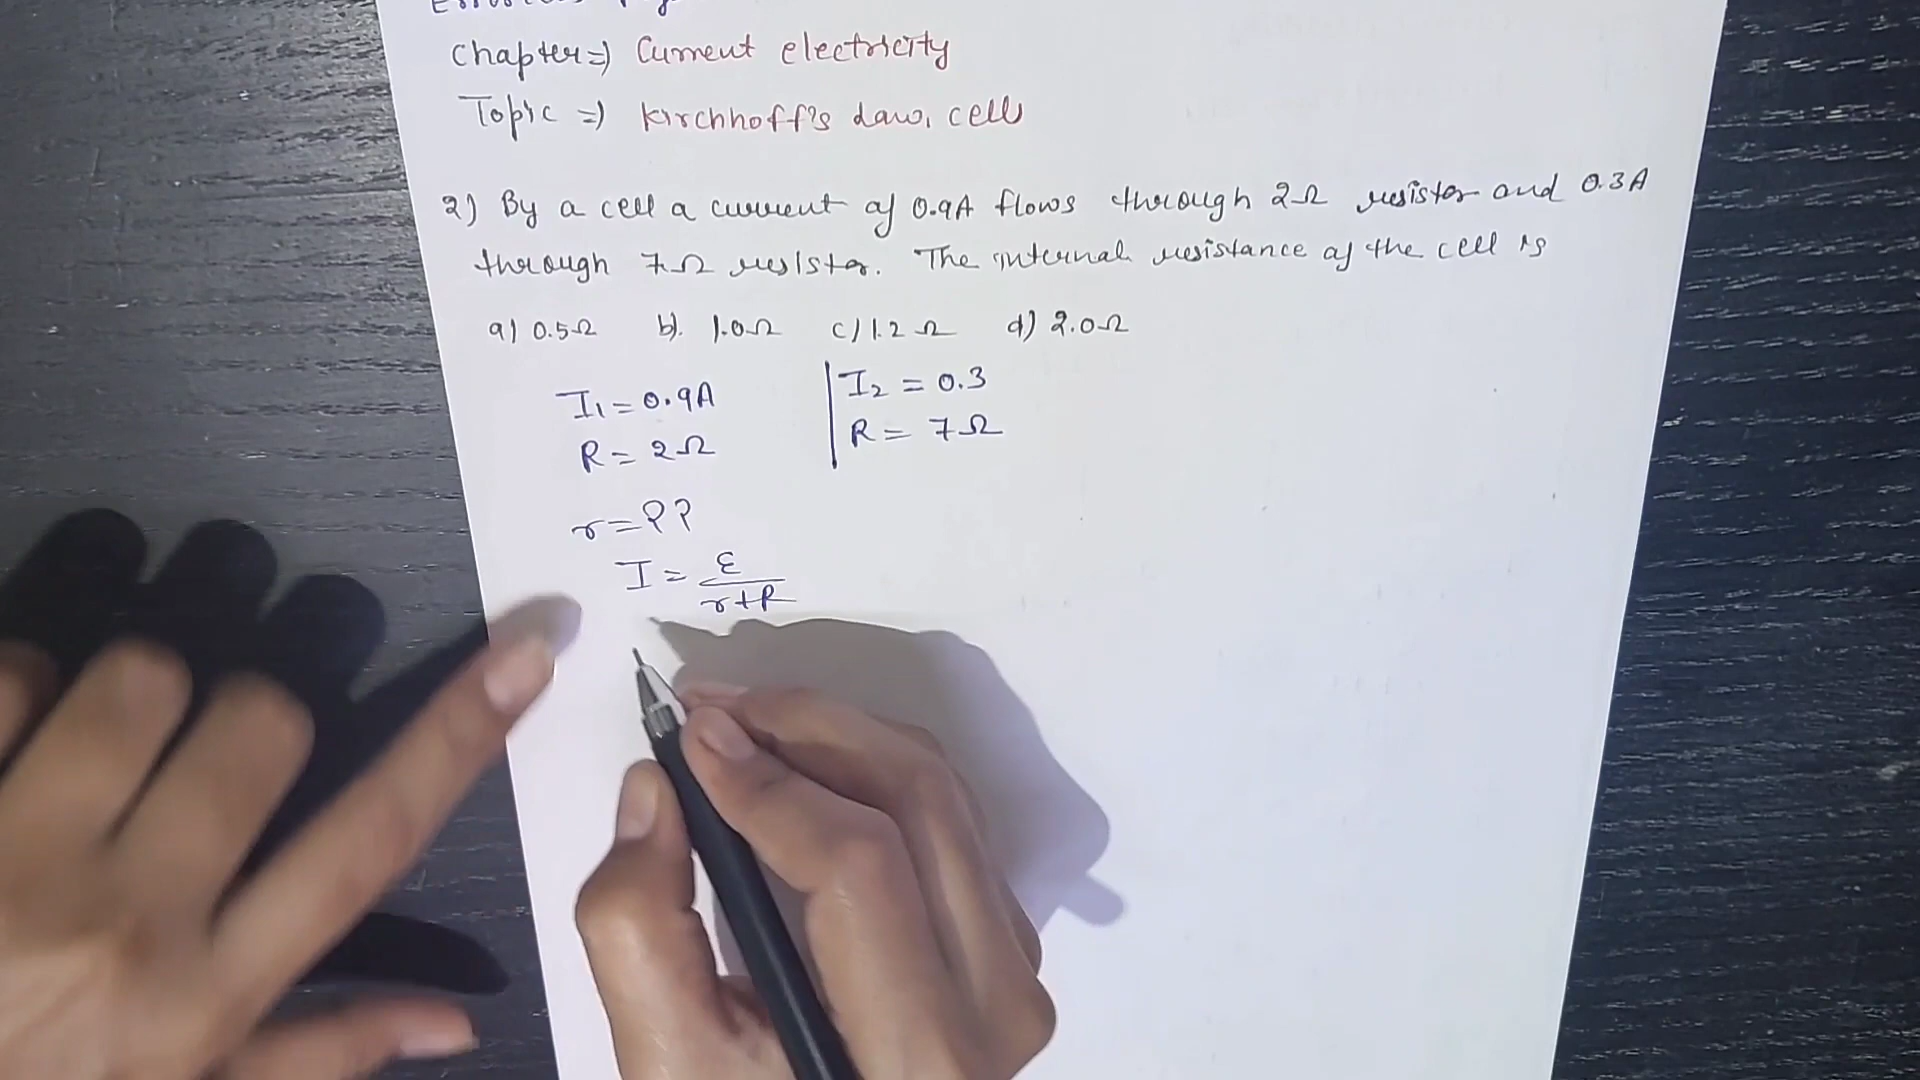 Chapter⇒ Current electricity
Topic ⇒ Kirchhoff's law, cell
2) By a cell a current of 0.9A flows through 2Ω resistor and 0.3A
through 7Ω resistor. The internal resistance of the cell is
a) 0.5Ω b). 1.0Ω c) 1.2 Ω d) 2.0Ω
I₁ = 0.9A
R = 2Ω
I₂ = 0.3
R = 7Ω
r = ??
I = ε/(r+R)